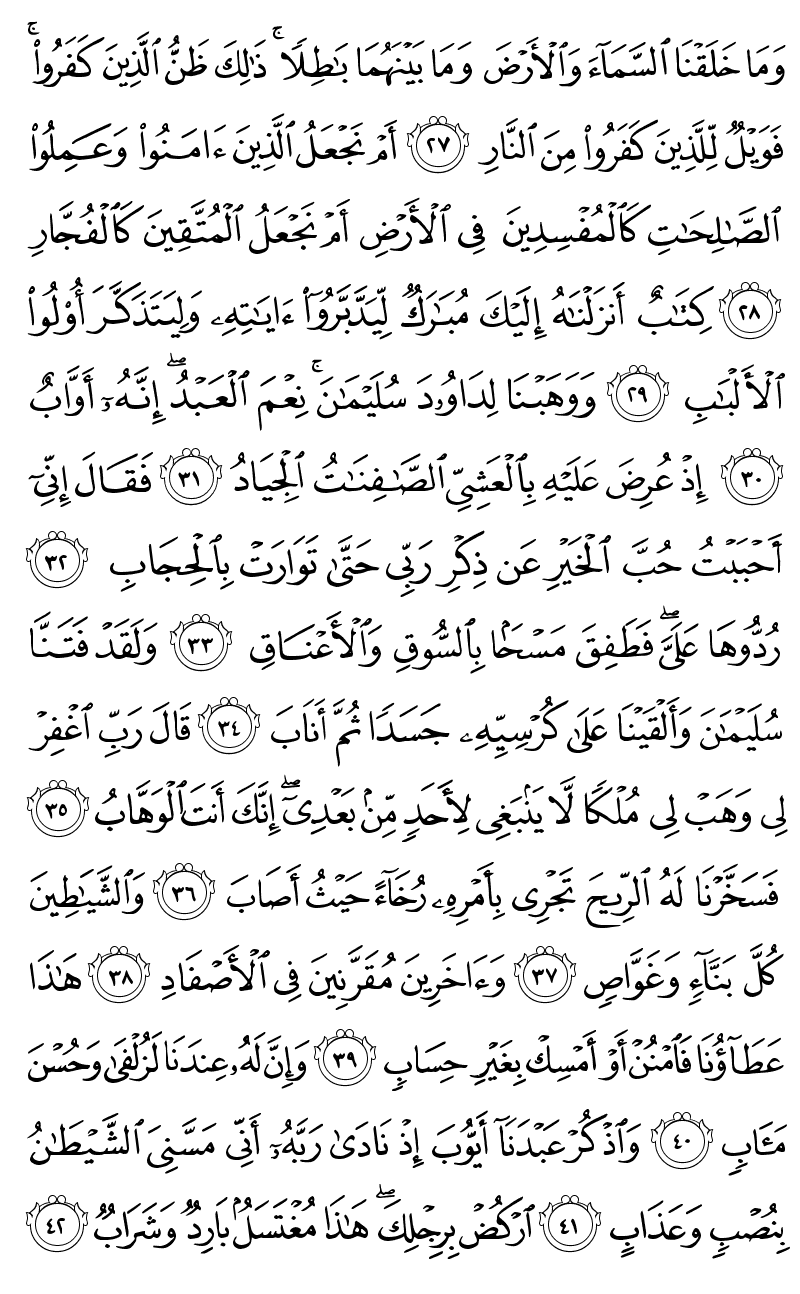 وَمَا خَلَقْنَا ٱلسَّمَآءَ وَٱلْأَرْضَ وَمَا بَيْنَهُمَا بَٰطِلًا ۚ ذَٰلِكَ ظَنُّ ٱلَّذِينَ كَفَرُوا۟ ۚ
فَوَيْلٌ لِّلَّذِينَ كَفَرُوا۟ مِنَ ٱلنَّارِ ٢٧ أَمْ نَجْعَلُ ٱلَّذِينَ ءَامَنُوا۟ وَعَمِلُوا۟
ٱلصَّٰلِحَٰتِ كَٱلْمُفْسِدِينَ فِى ٱلْأَرْضِ أَمْ نَجْعَلُ ٱلْمُتَّقِينَ كَٱلْفُجَّارِ
٢٨ كِتَٰبٌ أَنزَلْنَٰهُ إِلَيْكَ مُبَٰرَكٌ لِّيَدَّبَّرُوٓا۟ ءَايَٰتِهِۦ وَلِيَتَذَكَّرَ أُو۟لُوا۟
ٱلْأَلْبَٰبِ ٢٩ وَوَهَبْنَا لِدَاوُۥدَ سُلَيْمَٰنَ ۚ نِعْمَ ٱلْعَبْدُ ۖ إِنَّهُۥٓ أَوَّابٌ
٣٠ إِذْ عُرِضَ عَلَيْهِ بِٱلْعَشِىِّ ٱلصَّٰفِنَٰتُ ٱلْجِيَادُ ٣١ فَقَالَ إِنِّىٓ
أَحْبَبْتُ حُبَّ ٱلْخَيْرِ عَن ذِكْرِ رَبِّى حَتَّىٰ تَوَارَتْ بِٱلْحِجَابِ ٣٢
رُدُّوهَا عَلَىَّ ۖ فَطَفِقَ مَسْحًۢا بِٱلسُّوقِ وَٱلْأَعْنَاقِ ٣٣ وَلَقَدْ فَتَنَّا
سُلَيْمَٰنَ وَأَلْقَيْنَا عَلَىٰ كُرْسِيِّهِۦ جَسَدًا ثُمَّ أَنَابَ ٣٤ قَالَ رَبِّ ٱغْفِرْ
لِى وَهَبْ لِى مُلْكًا لَّا يَنۢبَغِى لِأَحَدٍ مِّنۢ بَعْدِىٓ ۖ إِنَّكَ أَنتَ ٱلْوَهَّابُ ٣٥
فَسَخَّرْنَا لَهُ ٱلرِّيحَ تَجْرِى بِأَمْرِهِۦ رُخَآءً حَيْثُ أَصَابَ ٣٦ وَٱلشَّيَٰطِينَ
كُلَّ بَنَّآءٍ وَغَوَّاصٍ ٣٧ وَءَاخَرِينَ مُقَرَّنِينَ فِى ٱلْأَصْفَادِ ٣٨ هَٰذَا
عَطَآؤُنَا فَٱمْنُنْ أَوْ أَمْسِكْ بِغَيْرِ حِسَابٍ ٣٩ وَإِنَّ لَهُۥ عِندَنَا لَزُلْفَىٰ وَحُسْنَ
مَـَٔابٍ ٤٠ وَٱذْكُرْ عَبْدَنَآ أَيُّوبَ إِذْ نَادَىٰ رَبَّهُۥٓ أَنِّى مَسَّنِىَ ٱلشَّيْطَٰنُ
بِنُصْبٍ وَعَذَابٍ ٤١ ٱرْكُضْ بِرِجْلِكَ ۖ هَٰذَا مُغْتَسَلٌۢ بَارِدٌ وَشَرَابٌ ٤٢